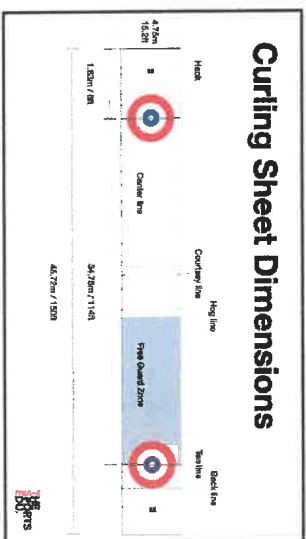 Curling Sheet Dimensions
Hack
Courtesy line
Hog line
Tee line
Back line
4.75m
15.2ft
Center line
Free Guard Zone
1.83m / 6ft
34.75m / 114ft
45.72m / 150ft